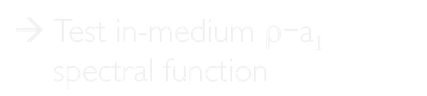 → Test in-medium ρ–a₁
spectral function